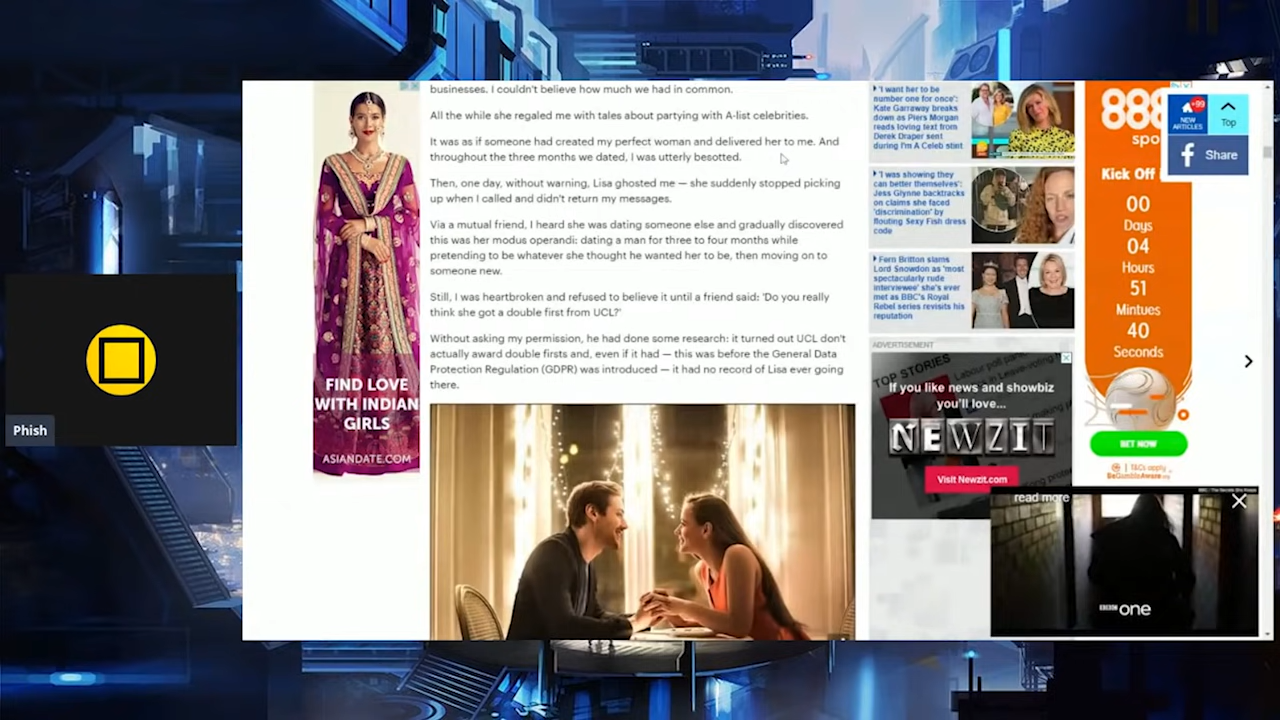 businesses. I couldn't believe how much we had in common.
All the while she regaled me with tales about partying with A-list celebrities.
It was as if someone had created my perfect woman and delivered her to me. And
throughout the three months we dated, I was utterly besotted.
Then, one day, without warning, Lisa ghosted me — she suddenly stopped picking
up when I called and didn't return my messages.
Via a mutual friend, I heard she was dating someone else and gradually discovered
this was her modus operandi: dating a man for three to four months while
pretending to be whatever she thought he wanted her to be, then moving on to
someone new.
Still, I was heartbroken and refused to believe it until a friend said: 'Do you really
think she got a double first from UCL?'
Without asking my permission, he had done some research: it turned out UCL don't
actually award double firsts and, even if it had — this was before the General Data
Protection Regulation (GDPR) was introduced — it had no record of Lisa ever going
there.
FIND LOVE
WITH INDIAN
GIRLS
ASIANDATE.COM
Phish
'I want her to be
number one for once':
Kate Garraway breaks
down as Piers Morgan
reads loving text from
Derek Draper sent
during I'm A Celeb stint
'I was showing they
can better themselves':
Jess Glynne backtracks
on claims she faced
'discrimination' by
flouting Sexy Fish dress
code
Fern Britton slams
Lord Snowdon as 'most
spectacularly rude
interviewee' she's ever
met as BBC's Royal
Rebel series revisits his
reputation
ADVERTISEMENT
TOP STORIES
If you like news and showbiz
you'll love...
NEWZIT
Visit Newzit.com
888
spo
Kick Off
00
Days
04
Hours
51
Mintues
40
Seconds
BET NOW
T&Cs apply
BeGambleAware.org
+99
NEW
ARTICLES
Top
Share
read more
BBC one